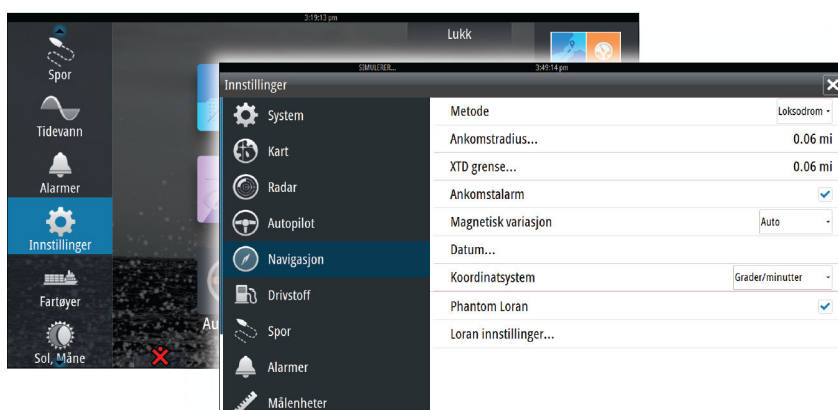 3:19:13 pm
Lukk
Spor
Tidevann
Alarmer
Innstillinger
Fartøyer
Sol, Måne
Au
SIMULERER...
3:49:14 pm
Innstillinger
System
Kart
Radar
Autopilot
Navigasjon
Drivstoff
Spor
Alarmer
Målenheter
Metode
Loksodrom
Ankomstradius...
0.06 mi
XTD grense...
0.06 mi
Ankomstalarm
Magnetisk variasjon
Auto
Datum...
Koordinatsystem
Grader/minutter
Phantom Loran
Loran innstillinger...